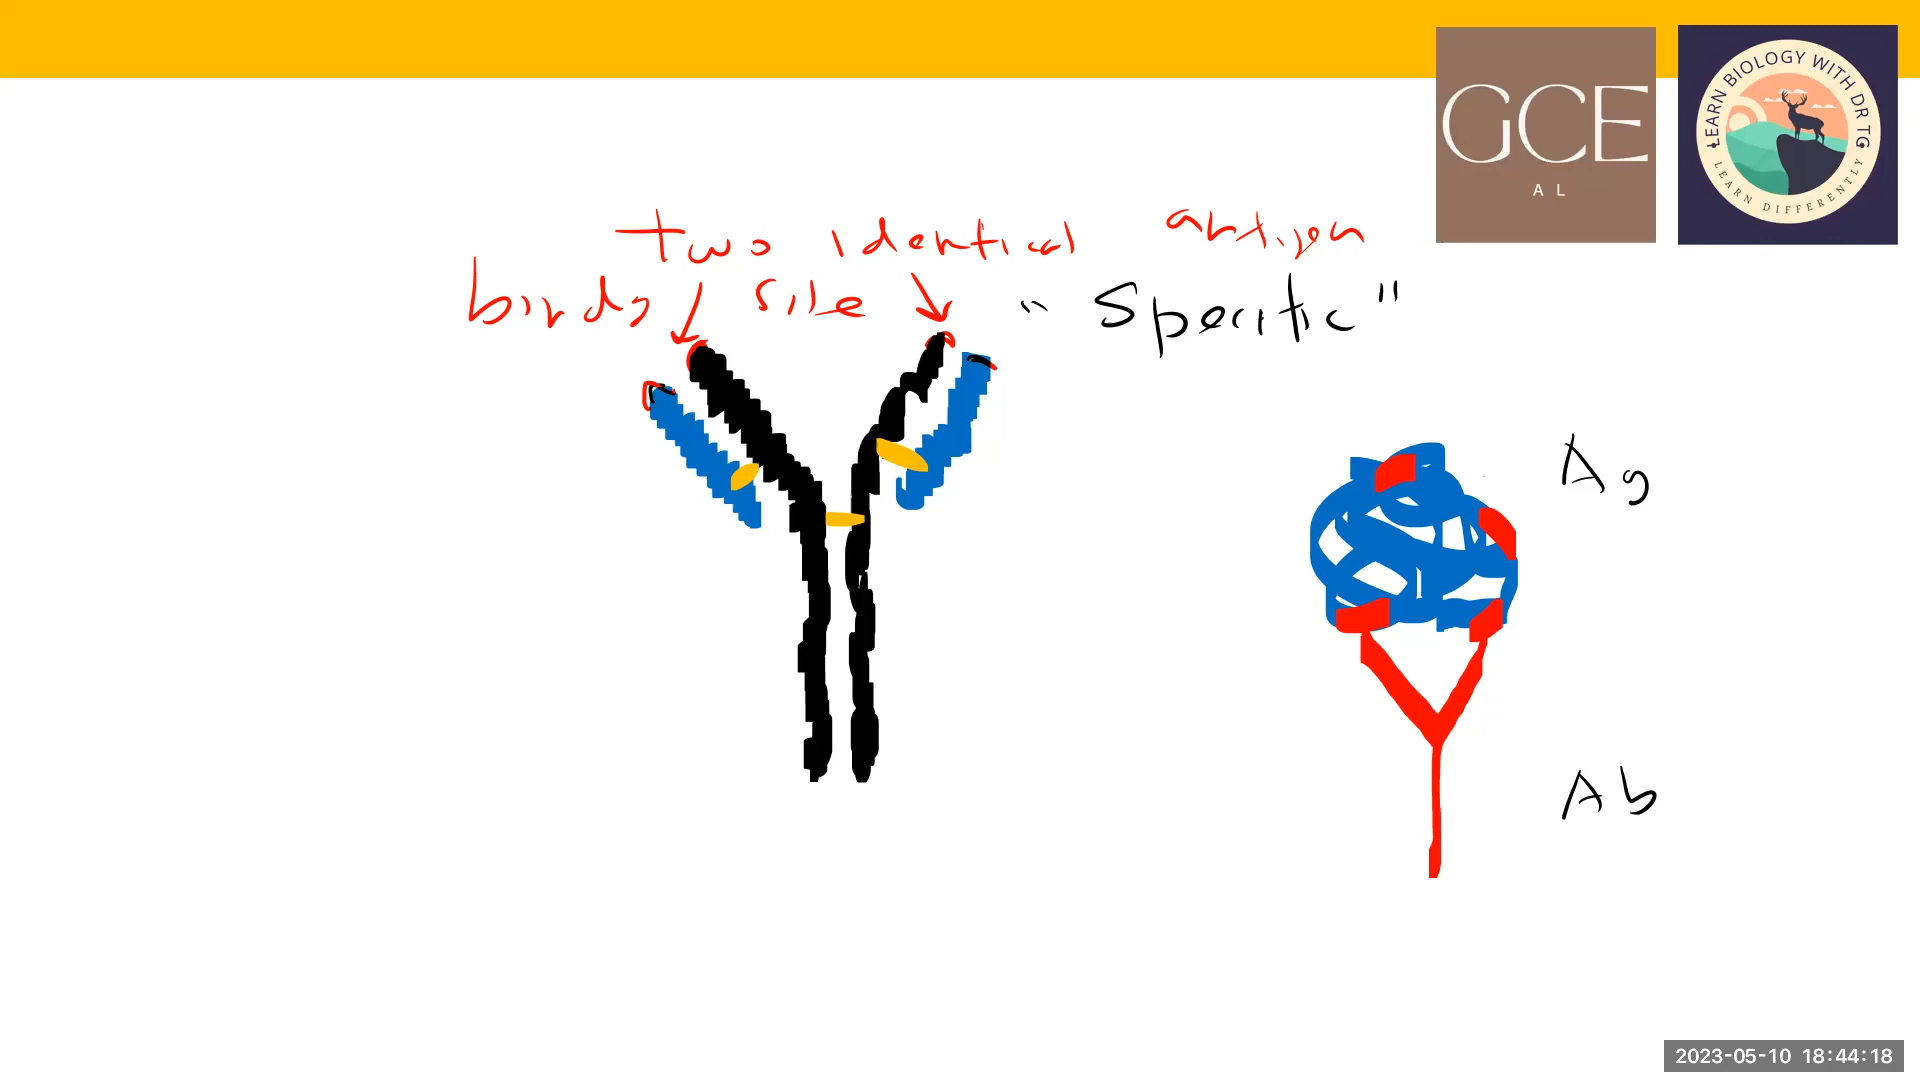 GCE
AL
LEARN BIOLOGY WITH DR TG
LEARN DIFFERENTLY
two identical antigen
binding site "Specific"
Ag
Ab
2023-05-10 18:44:18